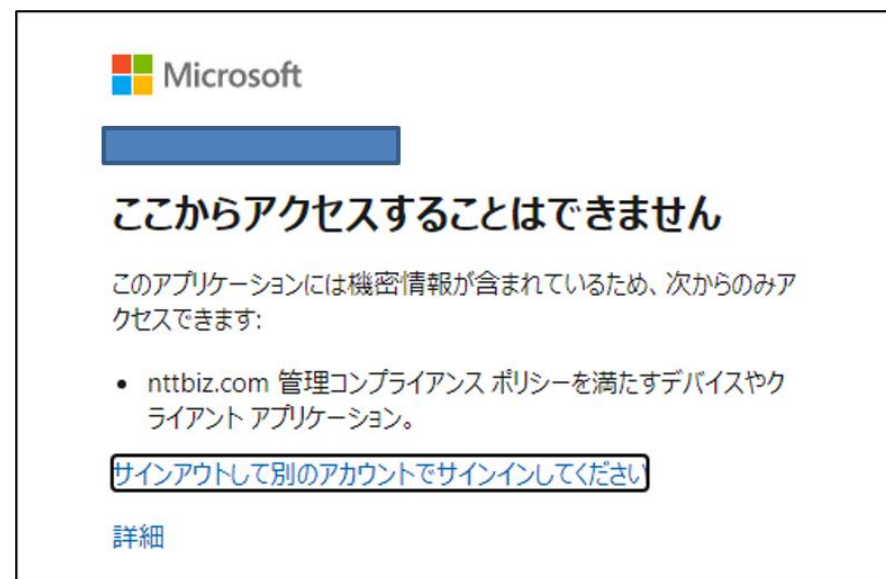 Microsoft
ここからアクセスすることはできません
このアプリケーションには機密情報が含まれているため、次からのみア
クセスできます:
• nttbiz.com 管理コンプライアンス ポリシーを満たすデバイスやク
ライアント アプリケーション。
サインアウトして別のアカウントでサインインしてください
詳細